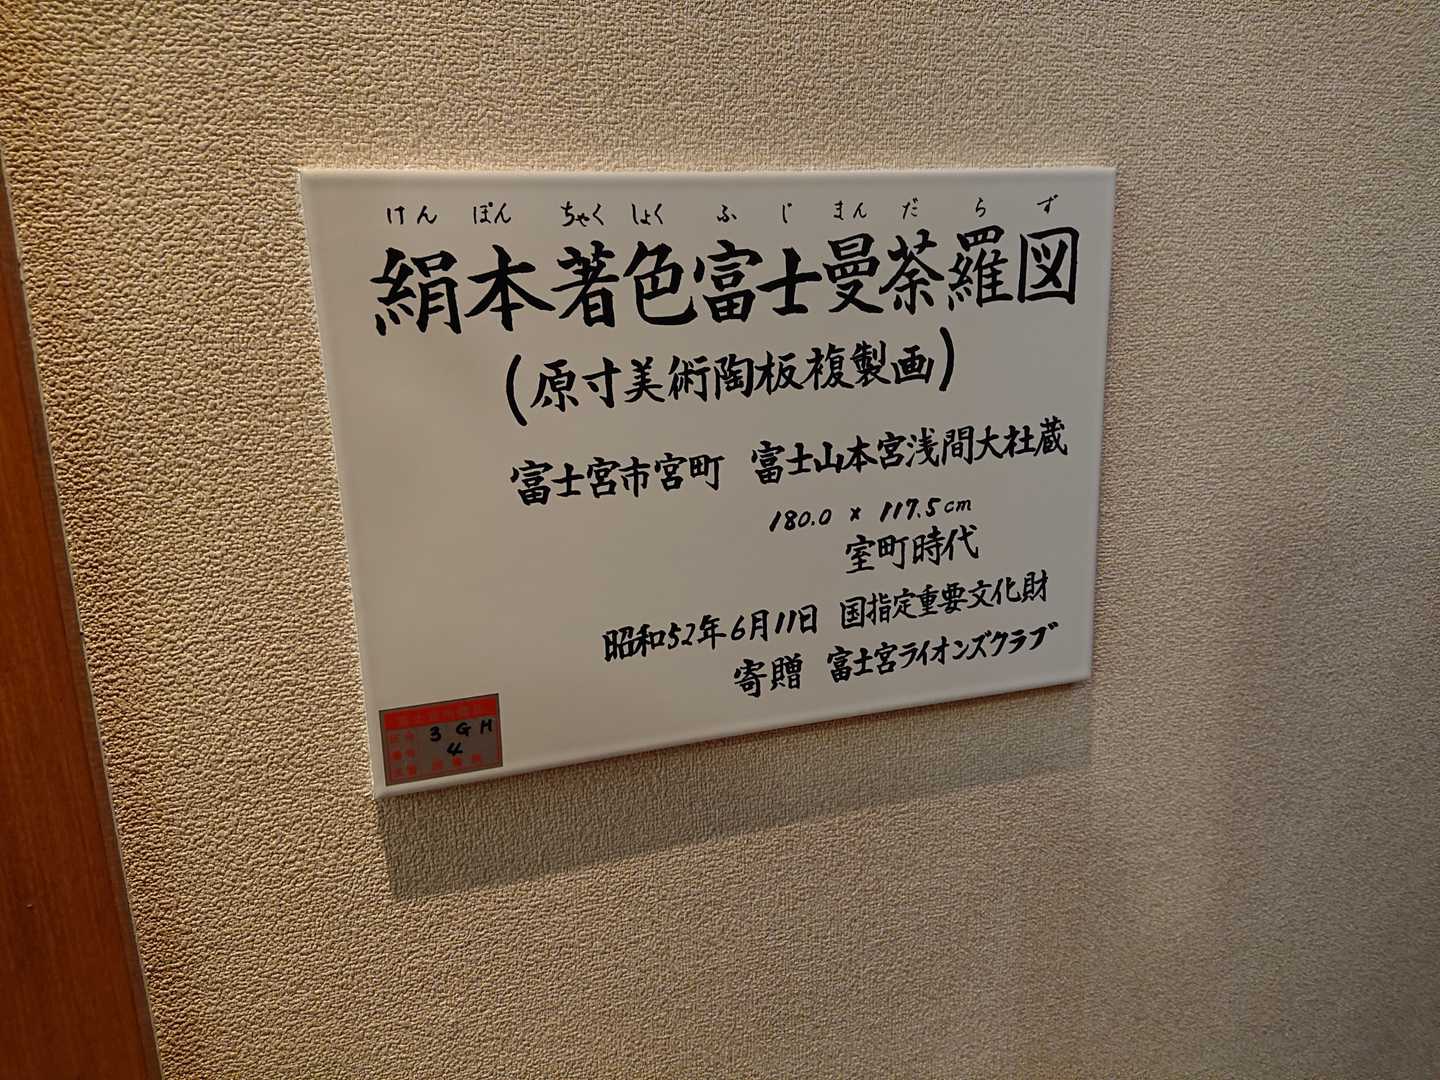 けんぽんちゃくしょくふじまんだらず
絹本著色富士曼荼羅図
(原寸美術陶板複製画)
富士宮市宮町 富士山本宮浅間大社蔵
180.0 × 117.5cm
室町時代
昭和52年6月11日 国指定重要文化財
寄贈 富士宮ライオンズクラブ
3 G H
4